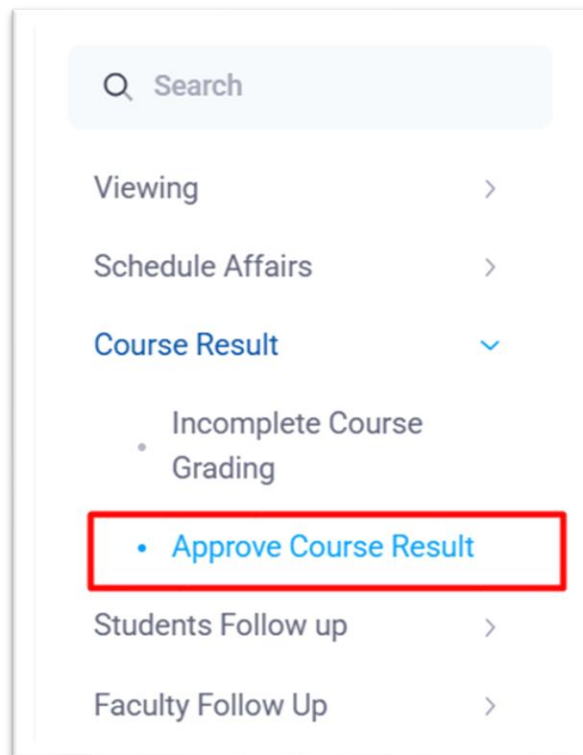 Search
Viewing
Schedule Affairs
Course Result
Incomplete Course
Grading
Approve Course Result
Students Follow up
Faculty Follow Up